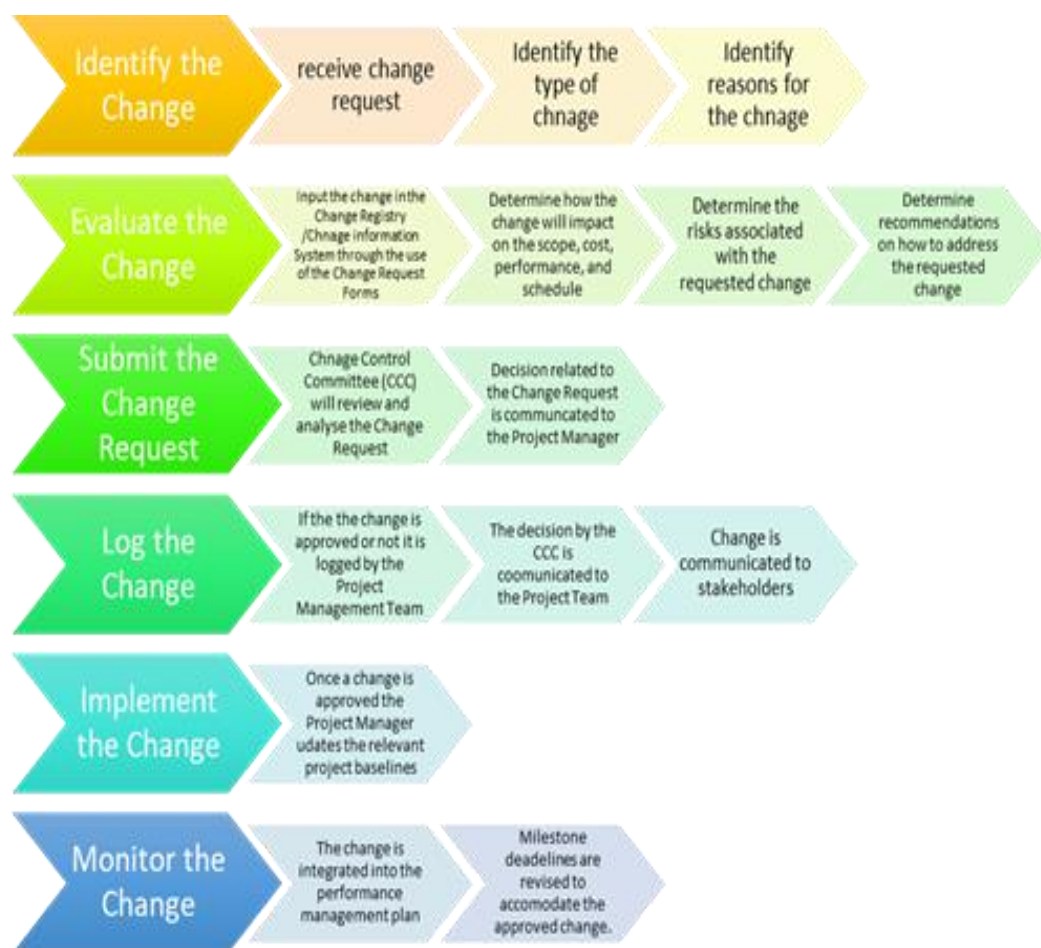 Identify the
Change
receive change
request
Identify the
type of
chnage
Identify
reasons for
the chnage
Evaluate the
Change
Input the change in the
Change Registry
/Chnage information
System through the use
of the Change Request
Forms
Determine how the
change will impact
on the scope, cost,
performance, and
schedule
Determine the
risks associated
with the
requested change
Determine
recommendations
on how to address
the requested
change
Submit the
Change
Request
Chnage Control
Committee (CCC)
will review and
analyse the Change
Request
Decision related to
the Change Request
is communcated to
the Project Manager
Log the
Change
If the the change is
approved or not it is
logged by the
Project
Management Team
The decision by the
CCC is
coomunicated to
the Project Team
Change is
communicated to
stakeholders
Implement
the Change
Once a change is
approved the
Project Manager
udates the relevant
project baselines
Monitor the
Change
The change is
integrated into the
performance
management plan
Milestone
deadelines are
revised to
accomodate the
approved change.